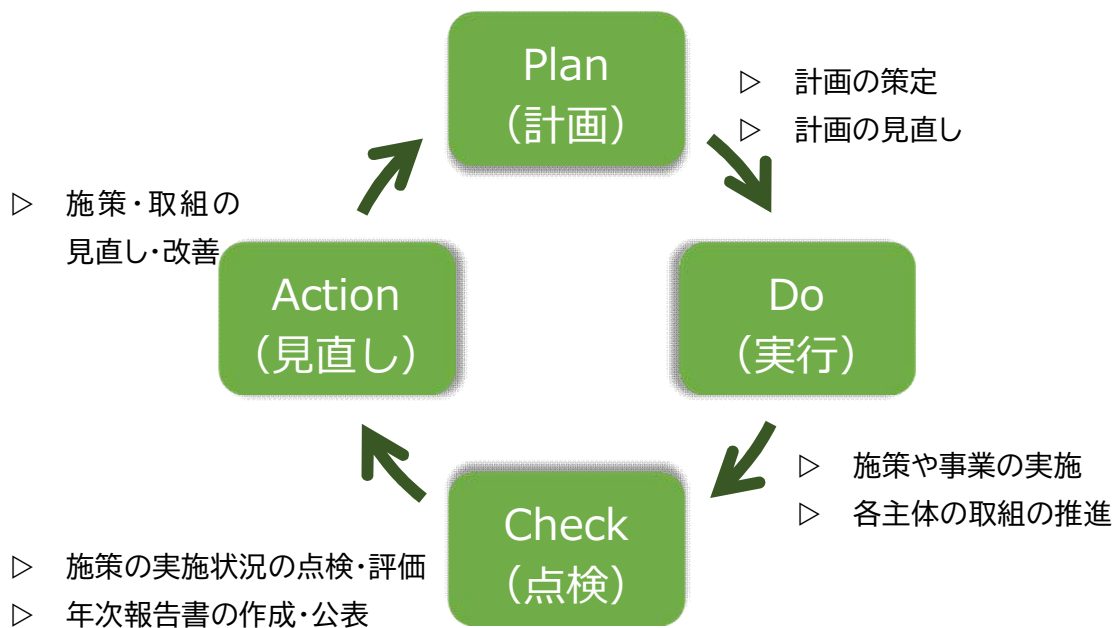 Plan
（計画）
▷ 計画の策定
▷ 計画の見直し
Do
（実行）
▷ 施策や事業の実施
▷ 各主体の取組の推進
Check
（点検）
▷ 施策の実施状況の点検・評価
▷ 年次報告書の作成・公表
Action
（見直し）
▷ 施策・取組の
見直し・改善